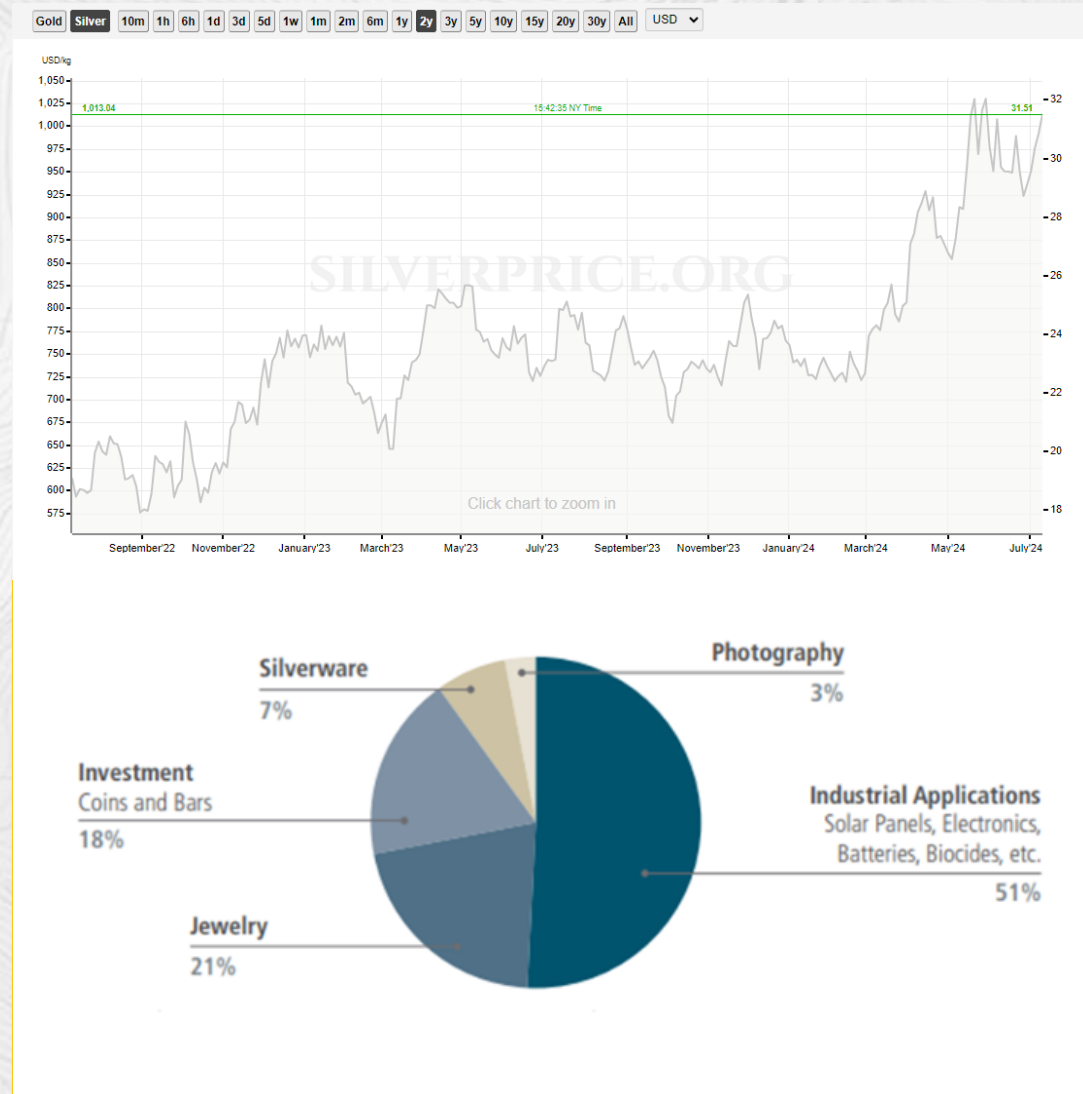 Gold Silver 10m 1h 6h 1d 3d 5d 1w 1m 2m 6m 1y 2y 3y 5y 10y 15y 20y 30y All USD
USD/kg
1,050
1,025
1,000
975
950
925
900
875
850
825
800
775
750
725
700
675
650
625
600
575
1,013.04
15:42:35 NY Time
31.51
32
30
28
26
24
22
20
18
SILVERPRICE.ORG
Click chart to zoom in
September'22 November'22 January'23 March'23 May'23 July'23 September'23 November'23 January'24 March'24 May'24 July'24
Silverware
7%
Photography
3%
Investment
Coins and Bars
18%
Industrial Applications
Solar Panels, Electronics,
Batteries, Biocides, etc.
51%
Jewelry
21%